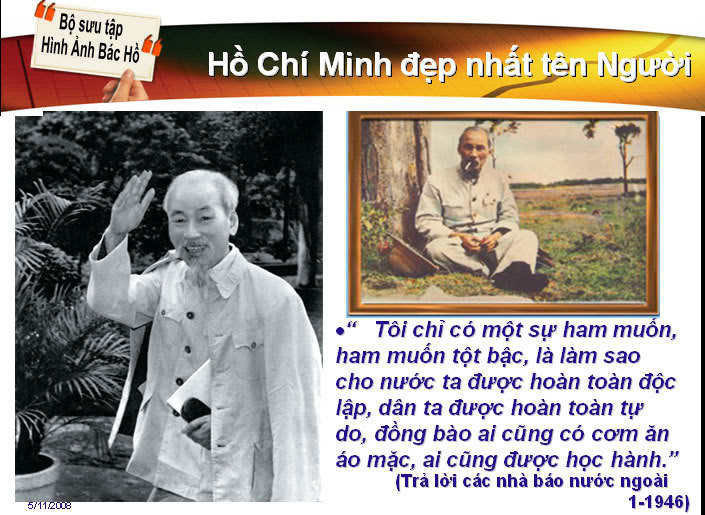 Bộ sưu tập
Hình Ảnh Bác Hồ
Hồ Chí Minh đẹp nhất tên Người
•“ Tôi chỉ có một sự ham muốn,
ham muốn tột bậc, là làm sao
cho nước ta được hoàn toàn độc
lập, dân ta được hoàn toàn tự
do, đồng bào ai cũng có cơm ăn
áo mặc, ai cũng được học hành.”
(Trả lời các nhà báo nước ngoài
1-1946)
5/11/2008